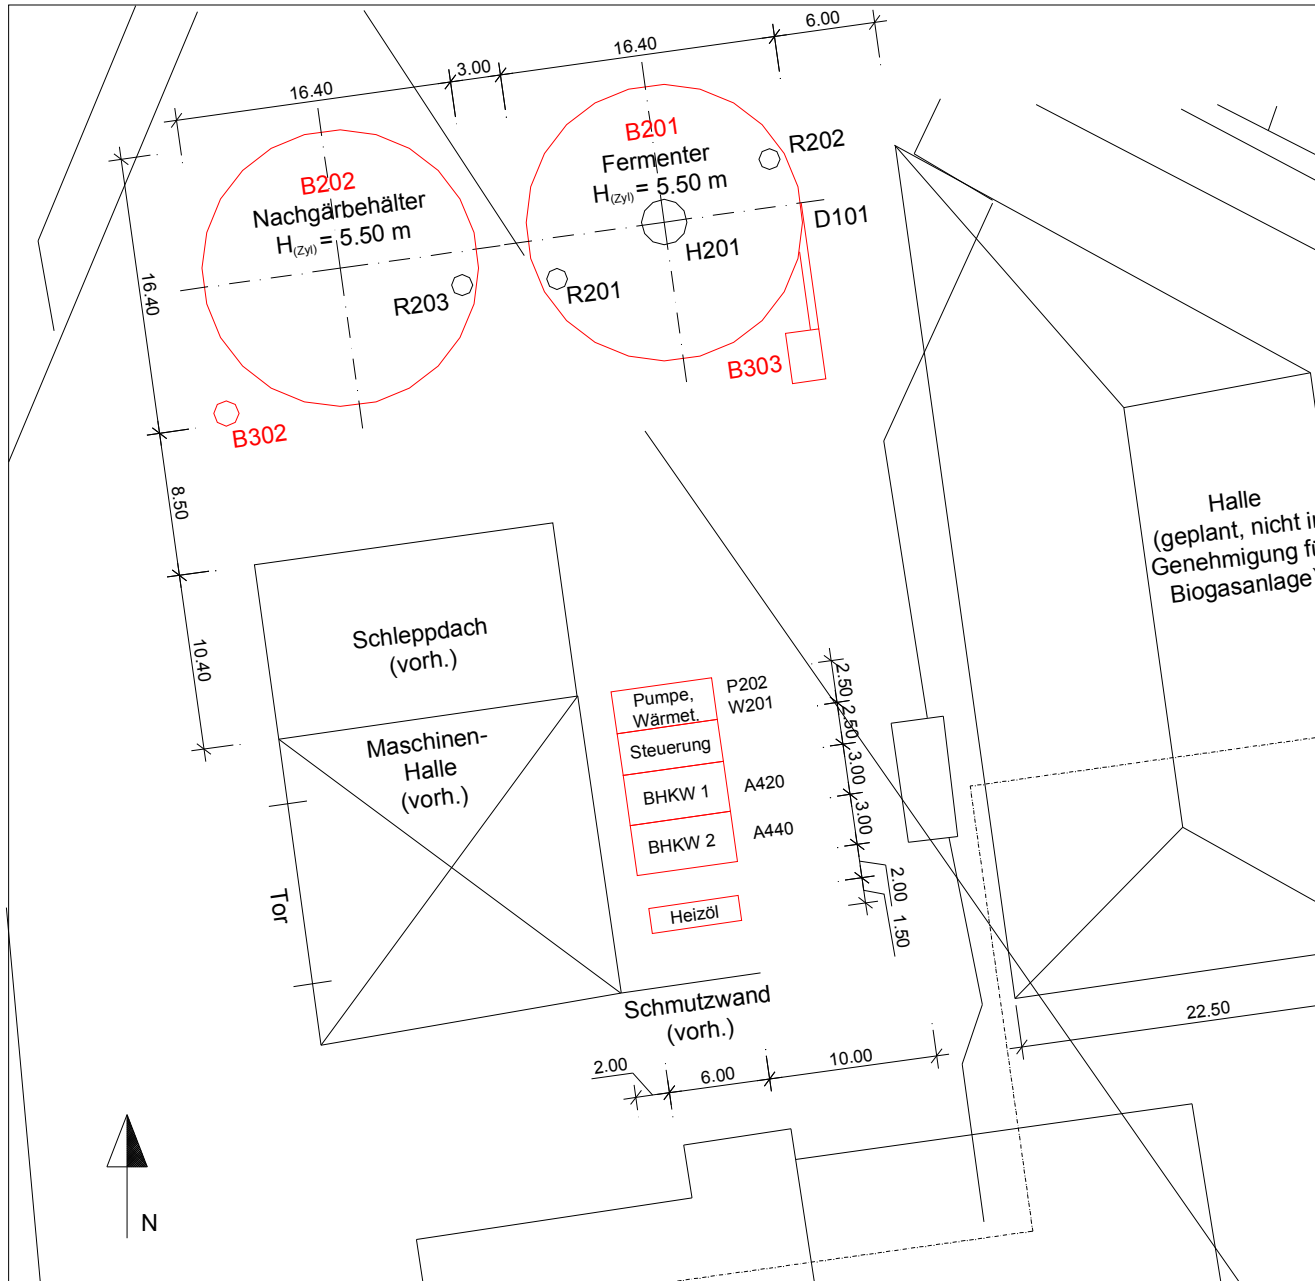 6.00
16.40
3.00
16.40
B201
Fermenter
H(Zyl) = 5.50 m
R202
D101
H201
R201
B202
Nachgärbehälter
H(Zyl) = 5.50 m
R203
16.40
B303
B302
8.50
10.40
Halle
(geplant, nicht
Genehmigung
Biogasanlage
Schleppdach
(vorh.)
Maschinen-
Halle
(vorh.)
Tor
Pumpe,
Wärmet.
P202
W201
Steuerung
BHKW 1
A420
BHKW 2
A440
Heizöl
2.50
2.50
3.00
3.00
2.00
1.50
Schmutzwand
(vorh.)
2.00
6.00
10.00
22.50
N